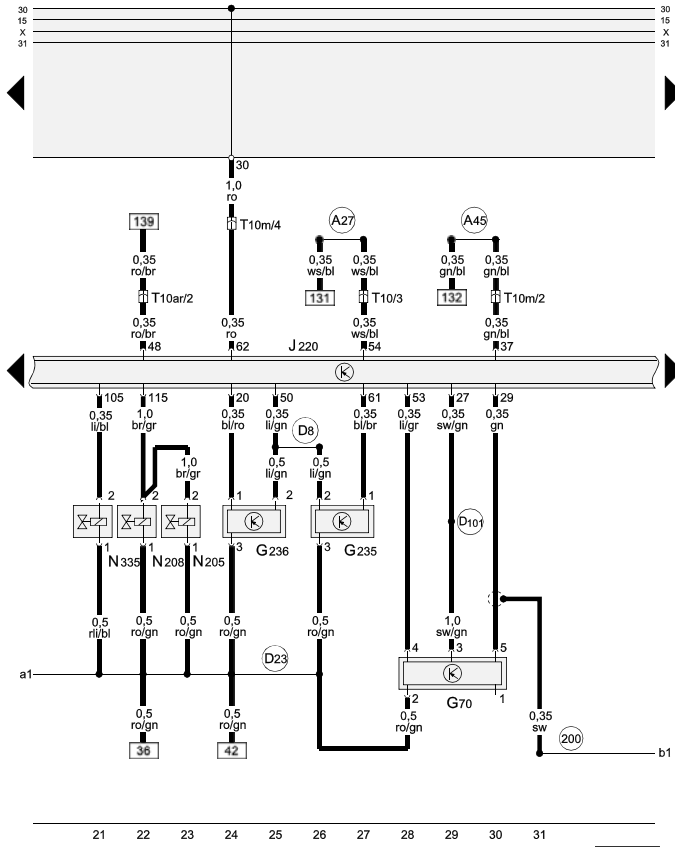 30 30
15 15
X X
31 31
30
1,0
ro
139
T10m/4
A27
A45
0,35
ro/br
0,35
ws/bl
0,35
ws/bl
0,35
gn/bl
0,35
gn/bl
T10ar/2
131
T10/3
132
T10m/2
0,35
ro/br
0,35
ro
0,35
ws/bl
0,35
gn/bl
48
62
J220
54
37
105
115
20
50
61
53
27
29
0,35
li/bl
1,0
br/gr
0,35
bl/ro
0,35
li/gn
0,35
bl/br
0,35
li/gr
0,35
sw/gn
0,35
gn
D8
1,0
br/gr
0,5
li/gn
0,5
li/gn
2 2 2 1 2 2 1
D101
1 1 1 3 3
N335
N208
N205
G236
G235
0,5
rli/bl
0,5
ro/gn
0,5
ro/gn
0,5
ro/gn
0,5
ro/gn
1,0
sw/gn
D23
4 3 5
a1
G70
2 1
0,5
ro/gn
0,5
ro/gn
0,5
ro/gn
0,35
sw
36
42
200
b1
21 22 23 24 25 26 27 28 29 30 31